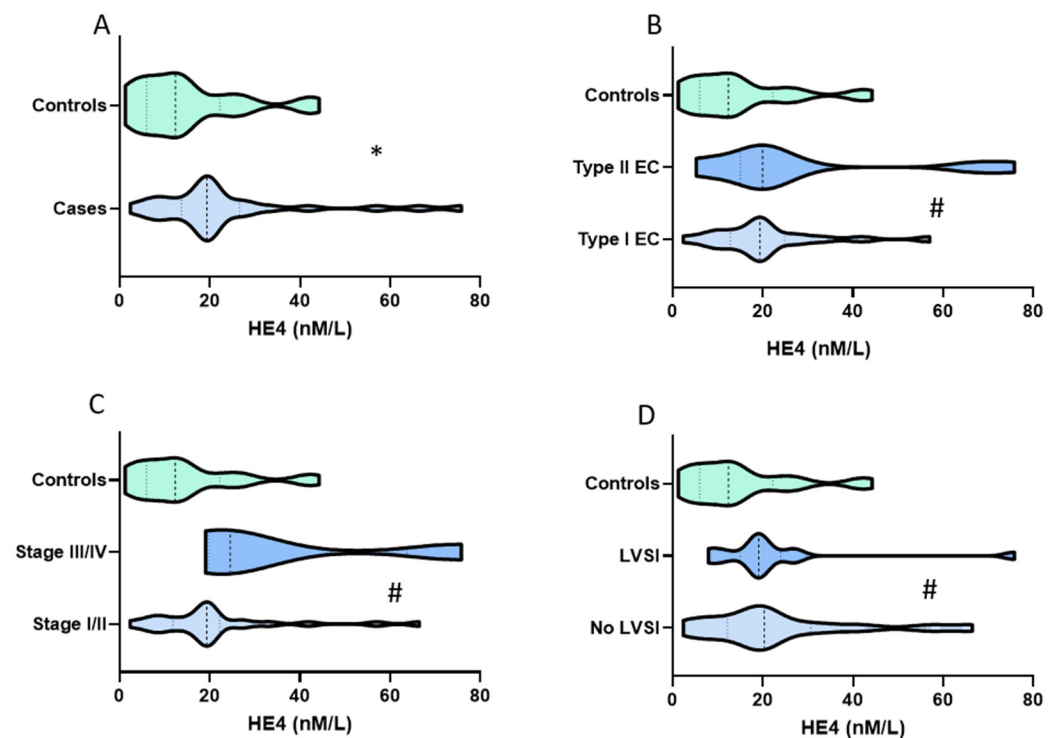 A
Controls
*
Cases
0 20 40 60 80
HE4 (nM/L)
B
Controls
Type II EC
#
Type I EC
0 20 40 60 80
HE4 (nM/L)
C
Controls
Stage III/IV
#
Stage I/II
0 20 40 60 80
HE4 (nM/L)
D
Controls
LVSI
#
No LVSI
0 20 40 60 80
HE4 (nM/L)